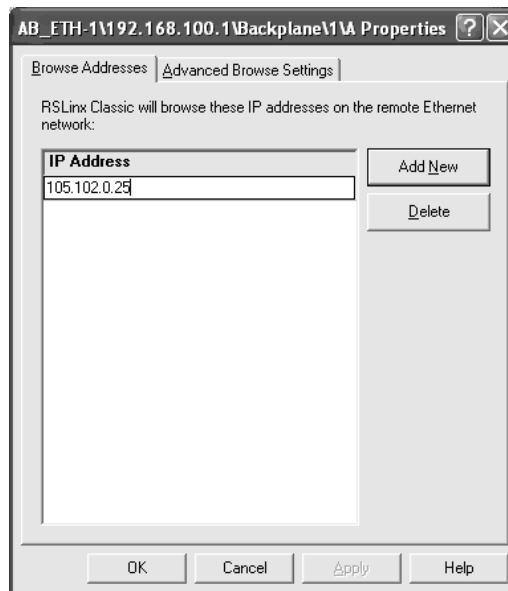 AB_ETH-1\192.168.100.1\Backplane\1\A Properties
Browse Addresses
Advanced Browse Settings
RSLinx Classic will browse these IP addresses on the remote Ethernet
network:
IP Address
105.102.0.25
Add New
Delete
OK
Cancel
Apply
Help